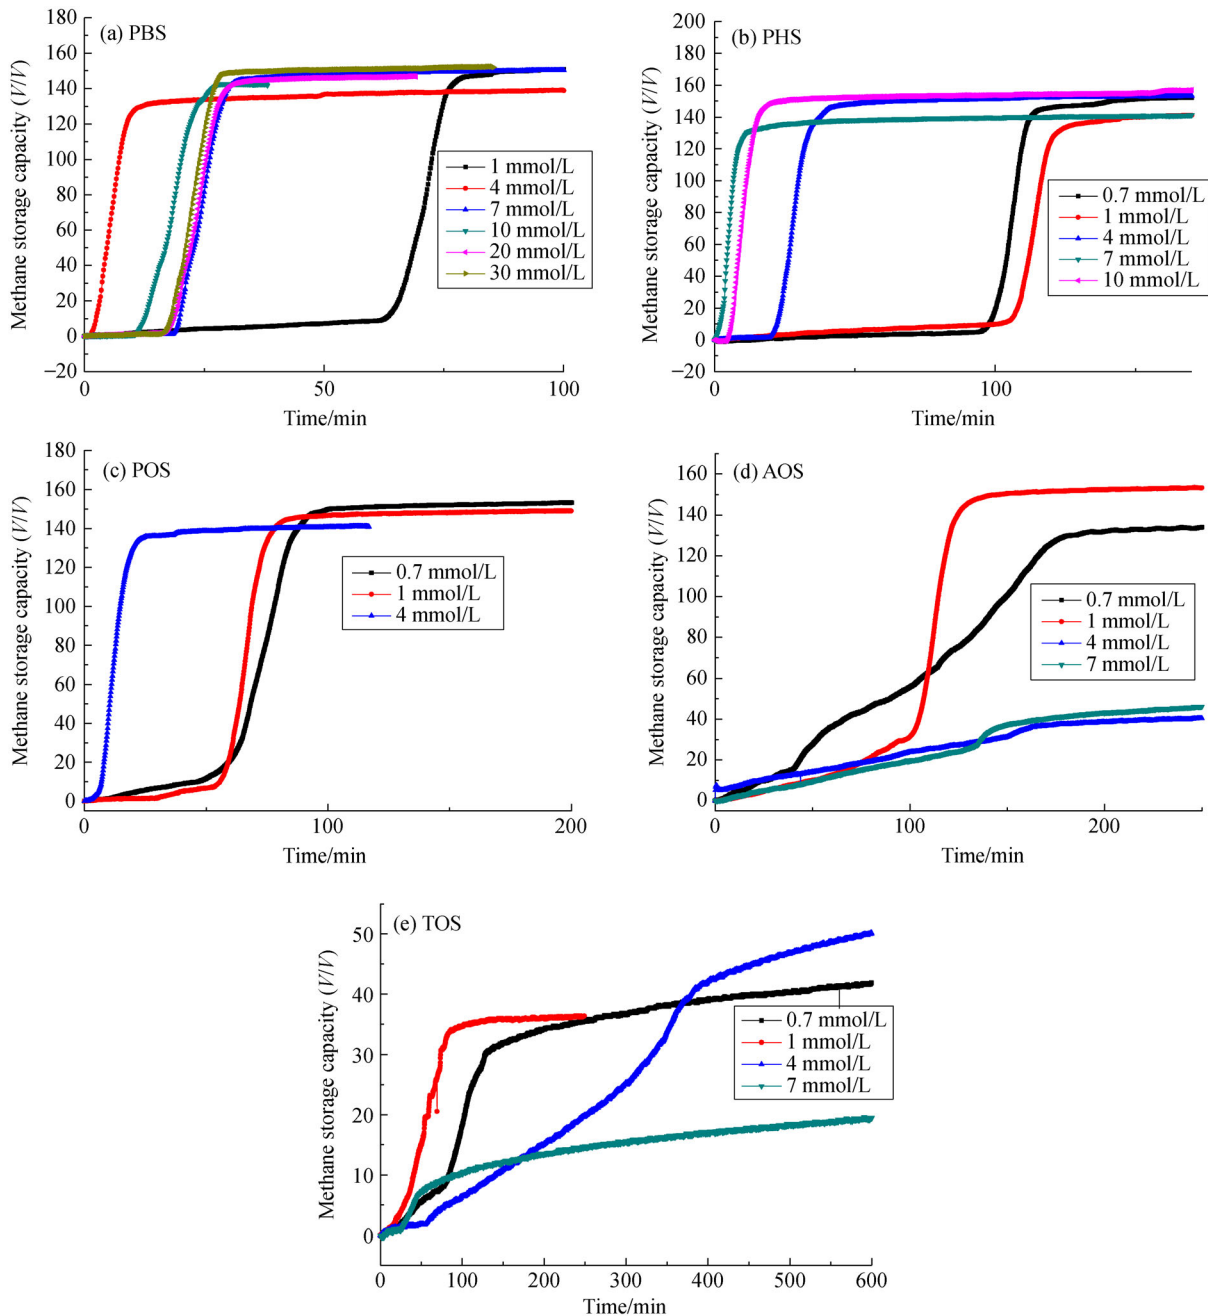 (a) PBS
Methane storage capacity (V/V)
180
160
140
120
100
80
60
40
20
0
−20
0
50
100
Time/min
1 mmol/L
4 mmol/L
7 mmol/L
10 mmol/L
20 mmol/L
30 mmol/L
(b) PHS
Methane storage capacity (V/V)
200
180
160
140
120
100
80
60
40
20
0
−20
0
100
Time/min
0.7 mmol/L
1 mmol/L
4 mmol/L
7 mmol/L
10 mmol/L
(c) POS
Methane storage capacity (V/V)
180
160
140
120
100
80
60
40
20
0
0
100
200
Time/min
0.7 mmol/L
1 mmol/L
4 mmol/L
(d) AOS
Methane storage capacity (V/V)
160
140
120
100
80
60
40
20
0
0
100
200
Time/min
0.7 mmol/L
1 mmol/L
4 mmol/L
7 mmol/L
(e) TOS
Methane storage capacity (V/V)
50
40
30
20
10
0
0
100
200
300
400
500
600
Time/min
0.7 mmol/L
1 mmol/L
4 mmol/L
7 mmol/L